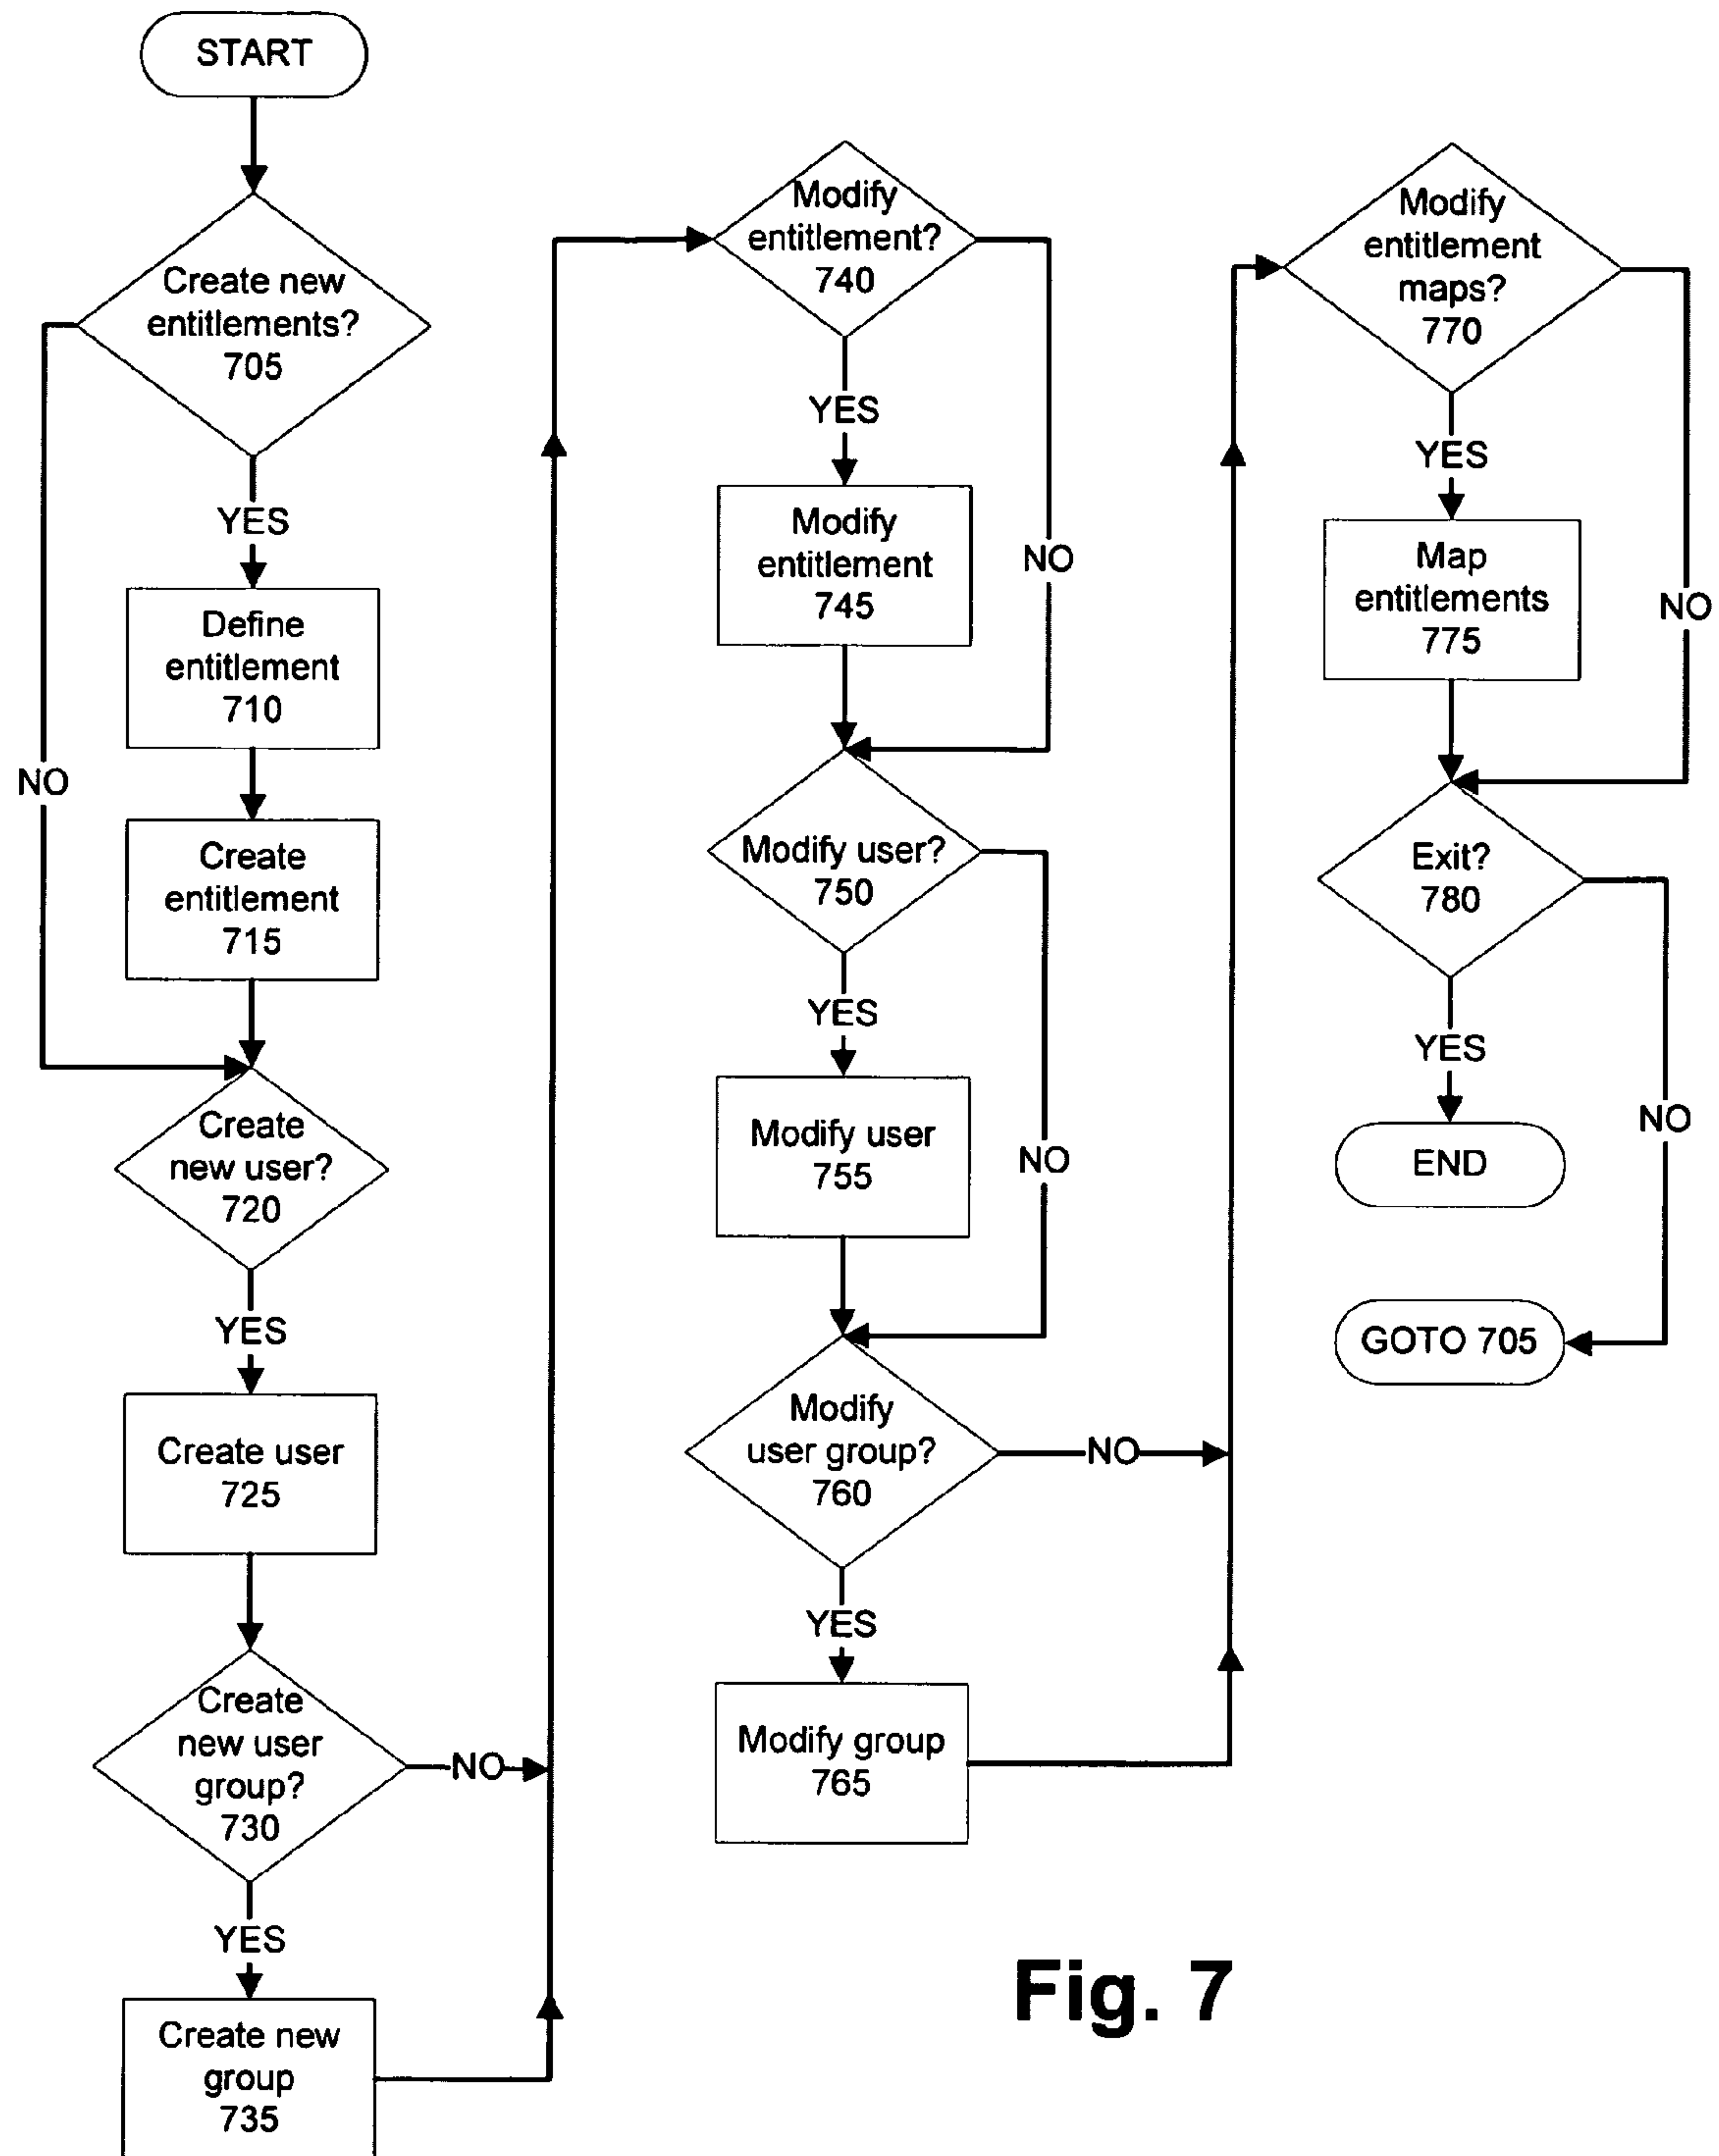 START
Create new
entitlements?
705
YES
Define
entitlement
710
NO
Create
entitlement
715
Create
new user?
720
YES
Create user
725
Create
new user
group?
730
NO
YES
Create new
group
735
Modify
entitlement?
740
YES
Modify
entitlement
745
NO
Modify user?
750
YES
Modify user
755
NO
Modify
user group?
760
NO
YES
Modify group
765
Modify
entitlement
maps?
770
YES
Map
entitlements
775
NO
Exit?
780
YES
NO
END
GOTO 705
Fig. 7